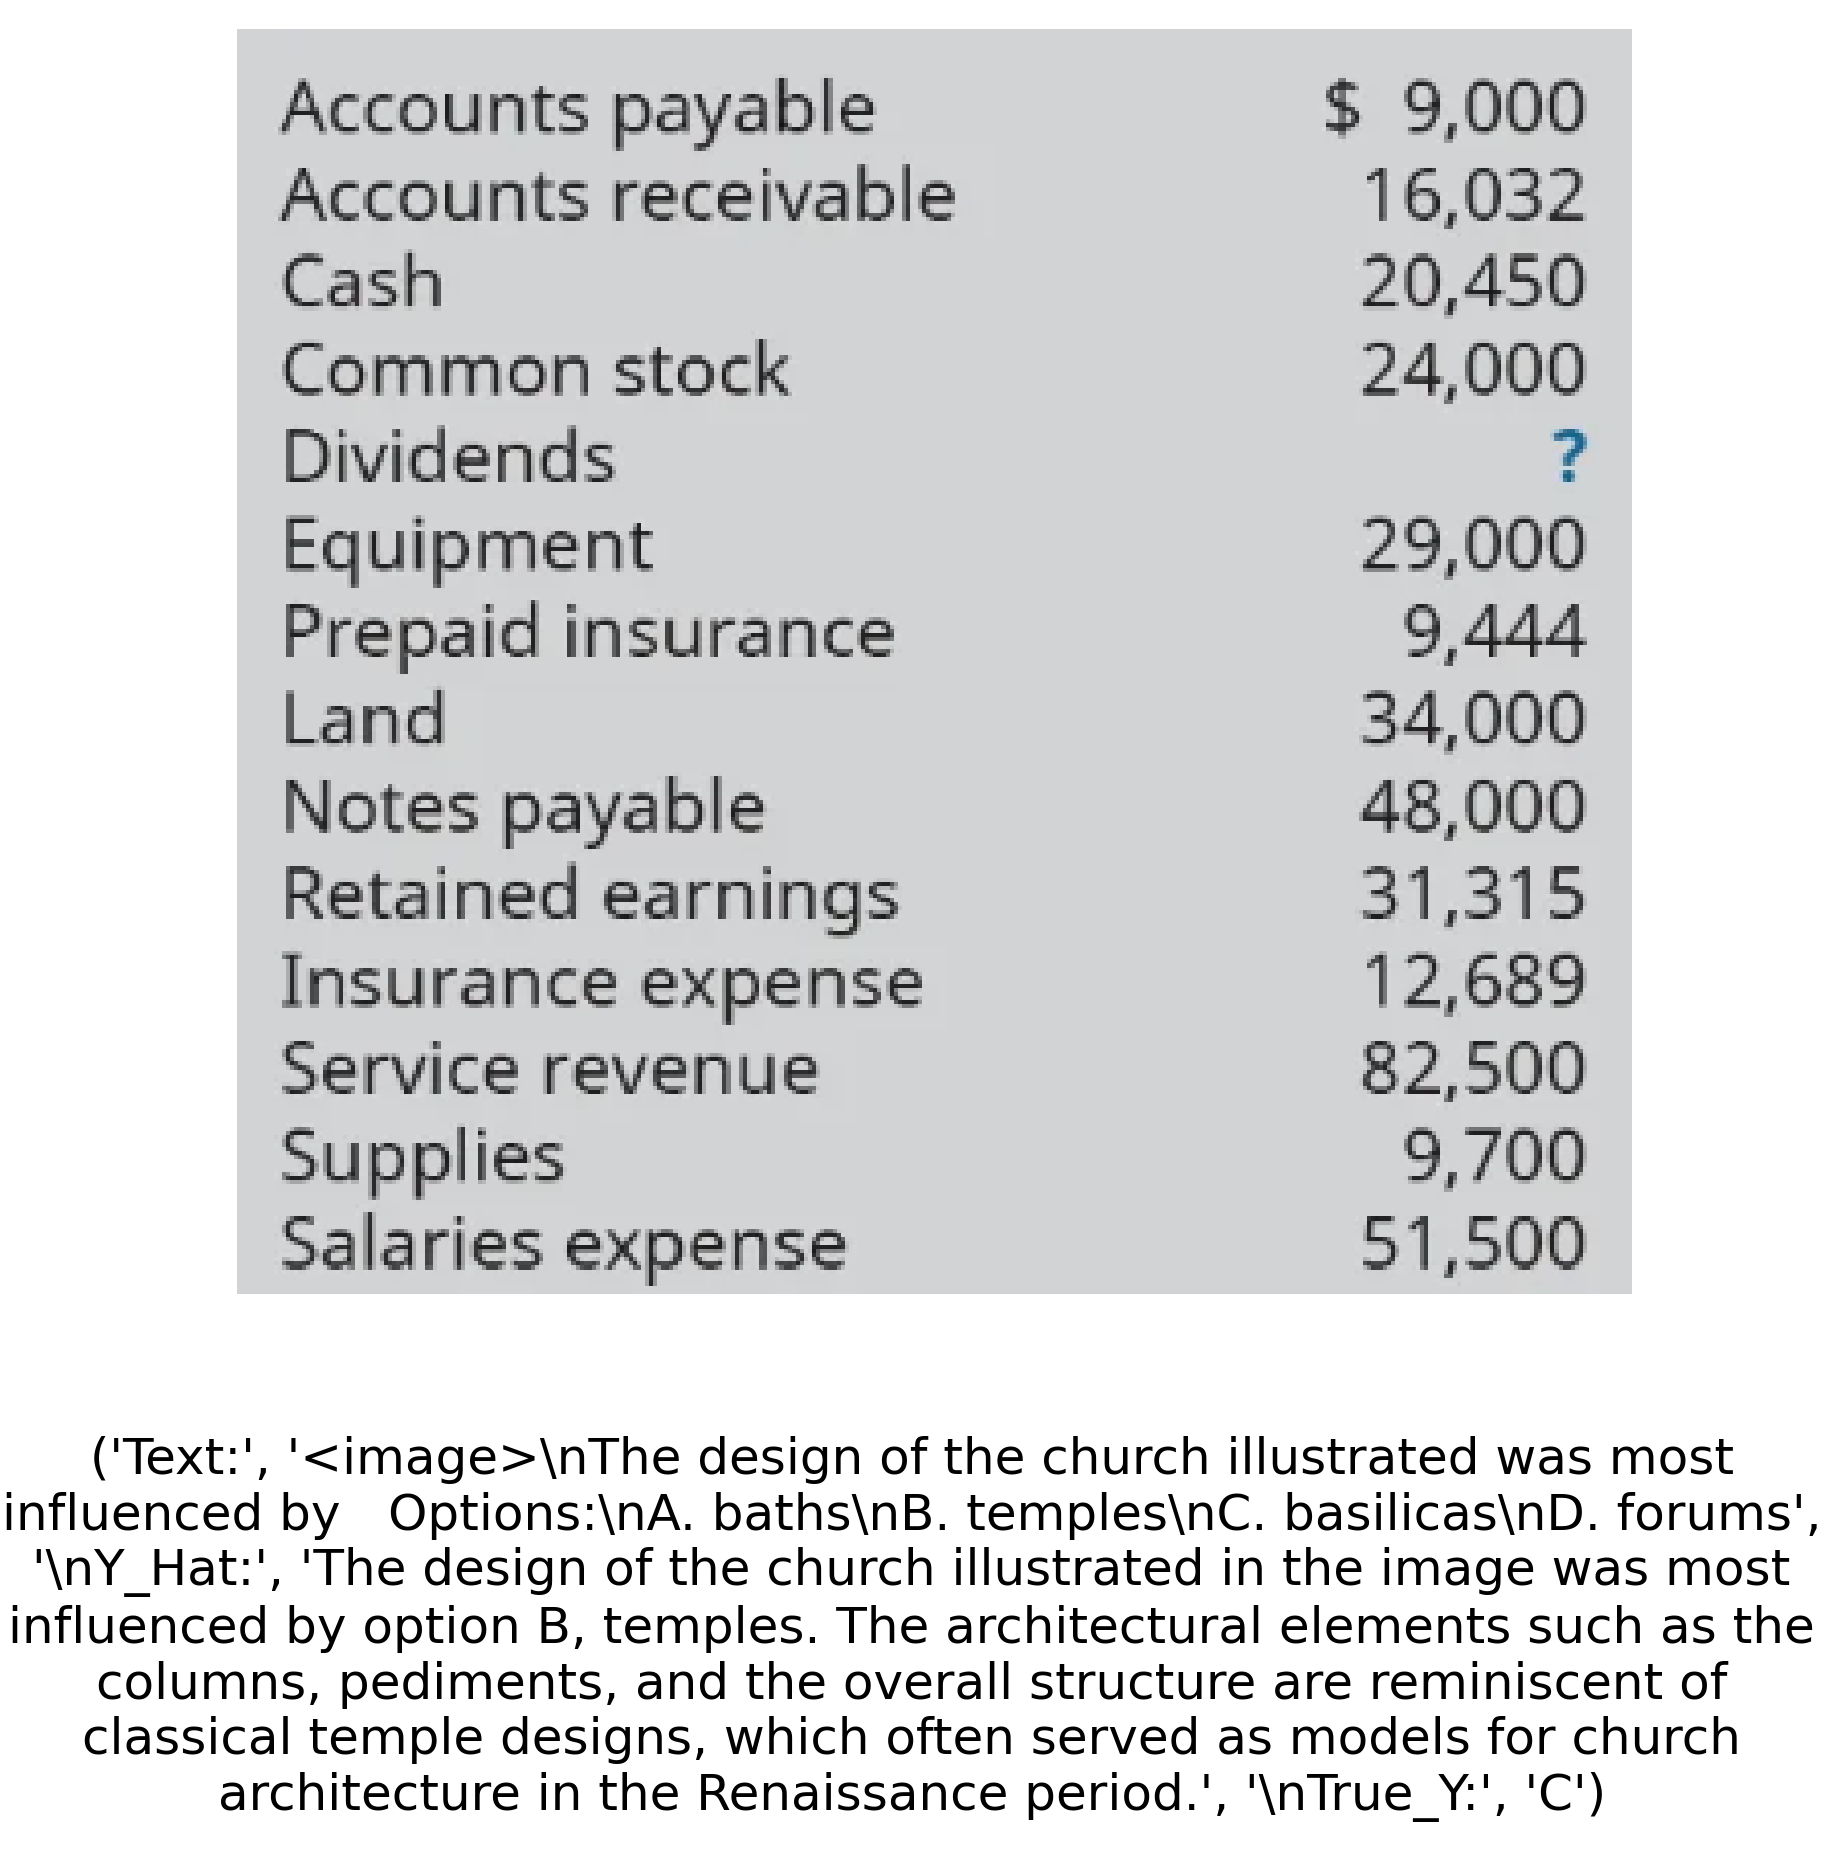 Accounts payable $ 9,000
Accounts receivable 16,032
Cash 20,450
Common stock 24,000
Dividends ?
Equipment 29,000
Prepaid insurance 9,444
Land 34,000
Notes payable 48,000
Retained earnings 31,315
Insurance expense 12,689
Service revenue 82,500
Supplies 9,700
Salaries expense 51,500
('Text:', '<image>\nThe design of the church illustrated was most
influenced by   Options:\nA. baths\nB. temples\nC. basilicas\nD. forums',
'\nY_Hat:', 'The design of the church illustrated in the image was most
influenced by option B, temples. The architectural elements such as the
columns, pediments, and the overall structure are reminiscent of
classical temple designs, which often served as models for church
architecture in the Renaissance period.', '\nTrue_Y:', 'C')